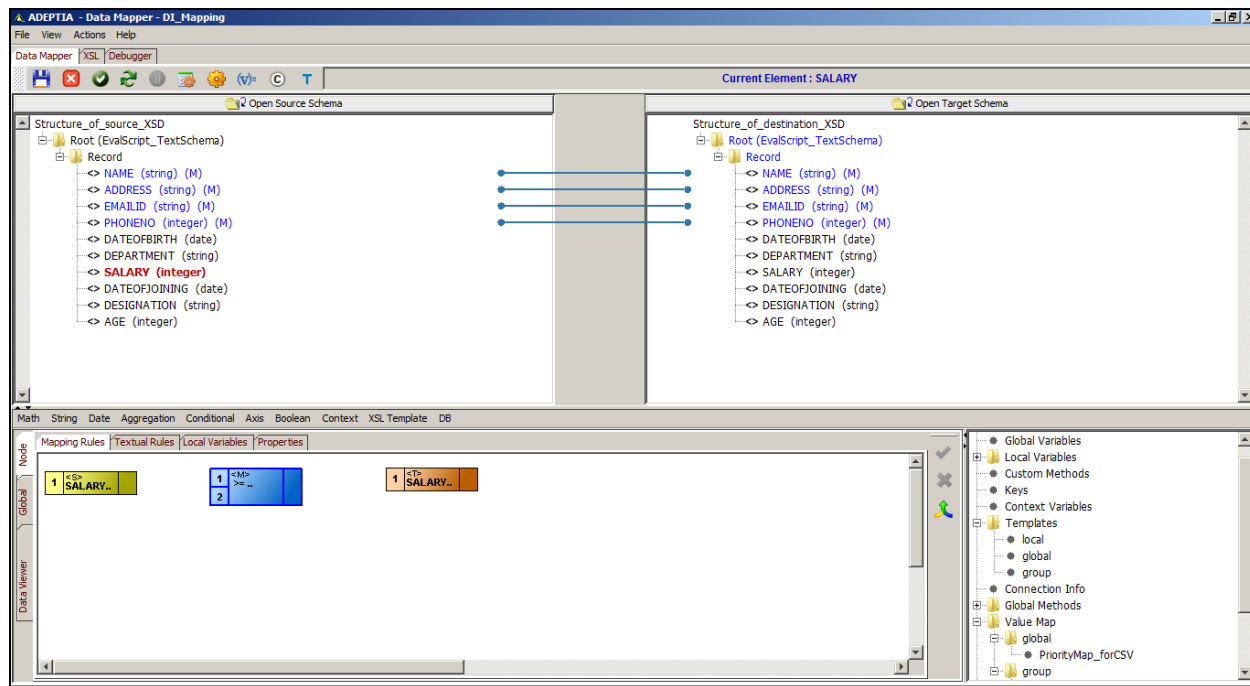 ADEPTIA - Data Mapper - DI_Mapping
File View Actions Help
Data Mapper XSL Debugger
(v)= C T Current Element : SALARY
Open Source Schema Open Target Schema
Structure_of_source_XSD
Root (EvalScript_TextSchema)
Record
<> NAME (string) (M)
<> ADDRESS (string) (M)
<> EMAILID (string) (M)
<> PHONENO (integer) (M)
<> DATEOFBIRTH (date)
<> DEPARTMENT (string)
<> SALARY (integer)
<> DATEOFJOINING (date)
<> DESIGNATION (string)
<> AGE (integer)
Structure_of_destination_XSD
Root (EvalScript_TextSchema)
Record
<> NAME (string) (M)
<> ADDRESS (string) (M)
<> EMAILID (string) (M)
<> PHONENO (integer) (M)
<> DATEOFBIRTH (date)
<> DEPARTMENT (string)
<> SALARY (integer)
<> DATEOFJOINING (date)
<> DESIGNATION (string)
<> AGE (integer)
Math String Date Aggregation Conditional Axis Boolean Context XSL Template DB
Node
Global
Data Viewer
Mapping Rules Textual Rules Local Variables Properties
1 <S> SALARY..
1 <M> >= ..
2
1 <T> SALARY..
Global Variables
Local Variables
Custom Methods
Keys
Context Variables
Templates
local
global
group
Connection Info
Global Methods
Value Map
global
PriorityMap_forCSV
group